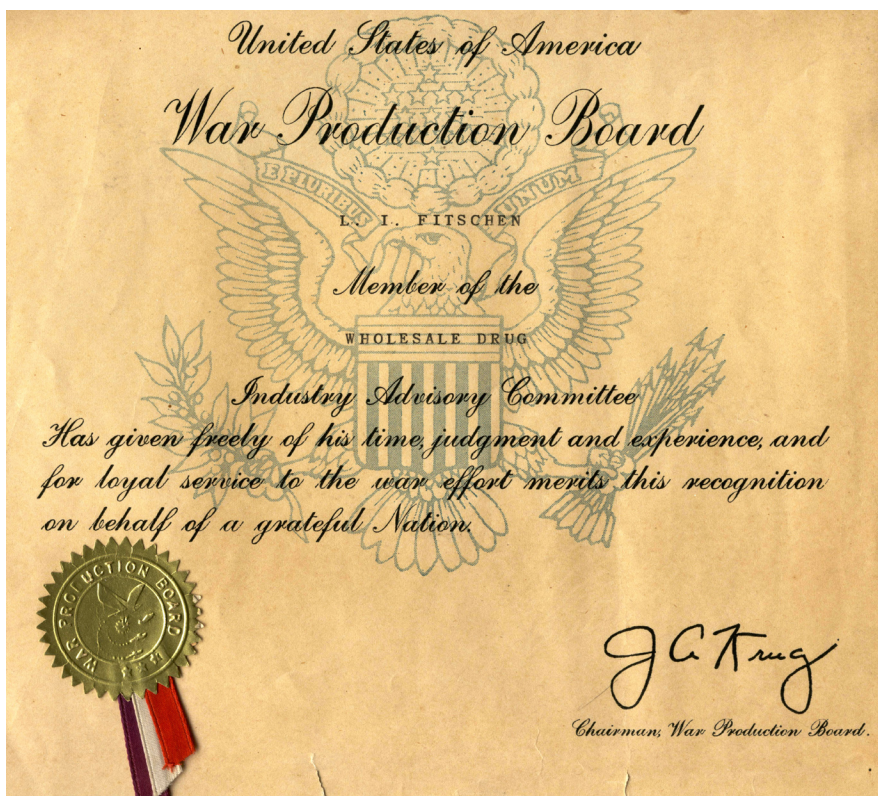 United States of America
War Production Board
E PLURIBUS UNUM
L. I. FITSCHEN
Member of the
WHOLESALE DRUG
Industry Advisory Committee
Has given freely of his time, judgment and experience, and
for loyal service to the war effort merits this recognition
on behalf of a grateful Nation.
WAR PRODUCTION BOARD
J A Krug
Chairman, War Production Board.